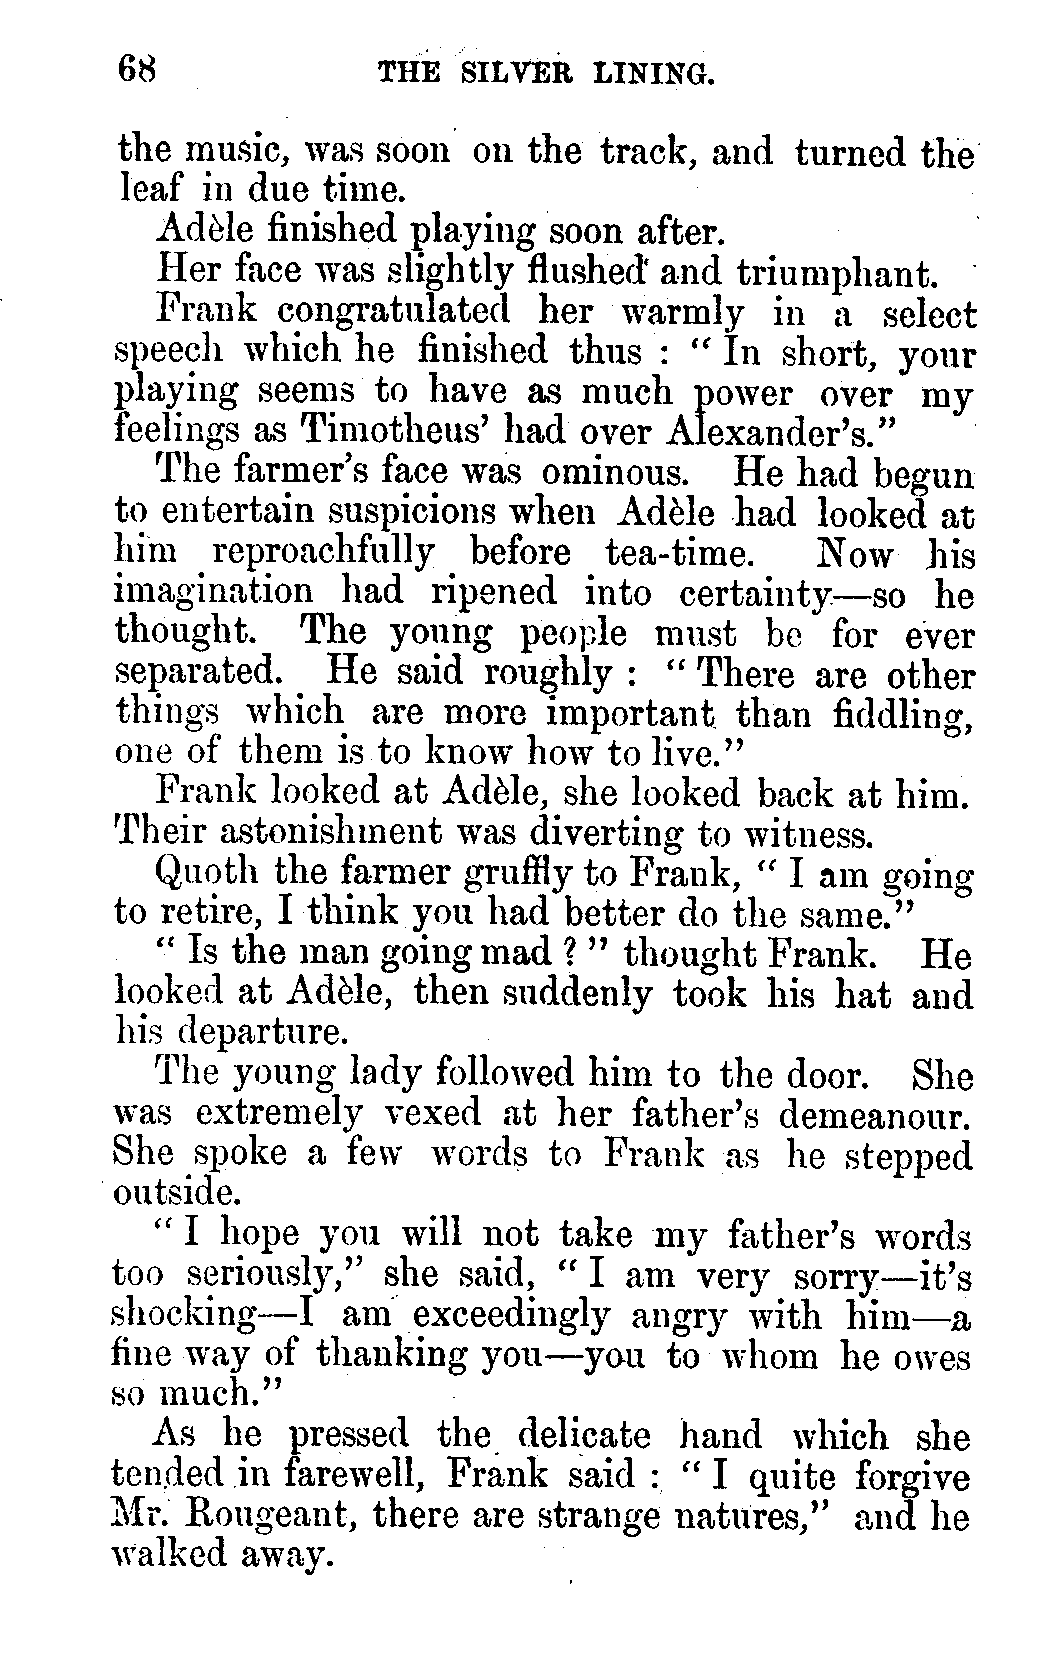 68 THE SILVER LINING.
the music, was soon on the track, and turned the
leaf in due time.
Adèle finished playing soon after.
Her face was slightly flushed and triumphant.
Frank congratulated her warmly in a select
speech which he finished thus : " In short, your
playing seems to have as much power over my
feelings as Timotheus' had over Alexander's."
The farmer's face was ominous. He had begun
to entertain suspicions when Adèle had looked at
him reproachfully before tea-time. Now his
imagination had ripened into certainty—so he
thought. The young people must be for ever
separated. He said roughly : " There are other
things which are more important than fiddling,
one of them is to know how to live."
Frank looked at Adèle, she looked back at him.
Their astonishment was diverting to witness.
Quoth the farmer gruffly to Frank, " I am going
to retire, I think you had better do the same."
" Is the man going mad ? " thought Frank. He
looked at Adèle, then suddenly took his hat and
his departure.
The young lady followed him to the door. She
was extremely vexed at her father's demeanour.
She spoke a few words to Frank as he stepped
outside.
" I hope you will not take my father's words
too seriously," she said, " I am very sorry—it's
shocking—I am exceedingly angry with him—a
fine way of thanking you—you to whom he owes
so much."
As he pressed the delicate hand which she
tended in farewell, Frank said : " I quite forgive
Mr. Rougeant, there are strange natures," and he
walked away.